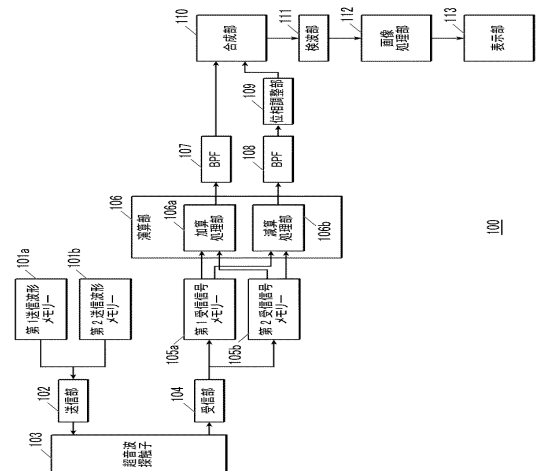 103
超音波
探触子
102
送信部
101a
第1送信波形
メモリー
101b
第2送信波形
メモリー
104
受信部
105a
第1受信信号
メモリー
105b
第2受信信号
メモリー
106
演算部
106a
加算
処理部
減算
処理部
106b
107
BPF
108
BPF
109
位相調整部
110
合成部
111
検波部
112
画像
処理部
113
表示部
100